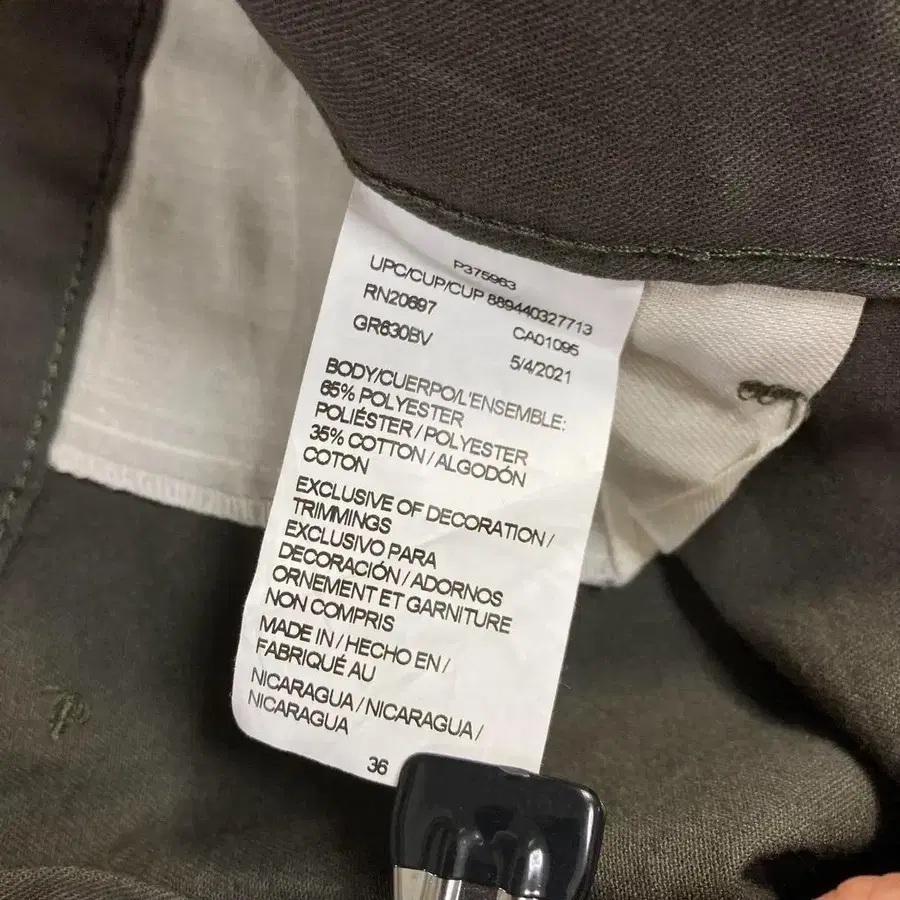 P375963
UPC/CUP/CUP 889440327713
RN20697 CA01095
GR630BV 5/4/2021
BODY/CUERPO/L'ENSEMBLE:
65% POLYESTER
POLIÉSTER / POLYESTER
35% COTTON / ALGODÓN
COTON
EXCLUSIVE OF DECORATION /
TRIMMINGS
EXCLUSIVO PARA
DECORACIÓN / ADORNOS
ORNEMENT ET GARNITURE
NON COMPRIS
MADE IN / HECHO EN /
FABRIQUÉ AU
NICARAGUA / NICARAGUA /
NICARAGUA
36